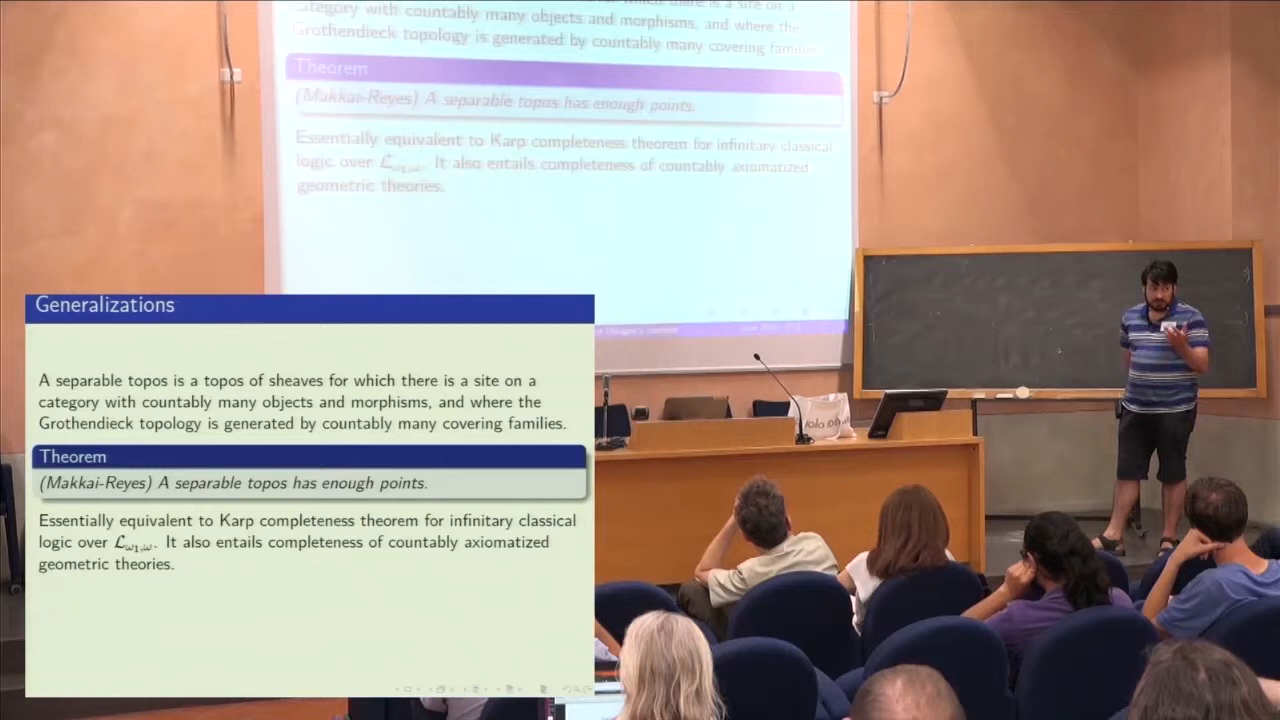 category with countably many objects and morphisms, and where the
Grothendieck topology is generated by countably many covering families.
Theorem
(Makkai-Reyes) A separable topos has enough points.
Essentially equivalent to Karp completeness theorem for infinitary classical
logic over 𝓛ω₁,ω. It also entails completeness of countably axiomatized
geometric theories.
Generalizations
A separable topos is a topos of sheaves for which there is a site on a
category with countably many objects and morphisms, and where the
Grothendieck topology is generated by countably many covering families.
Theorem
(Makkai-Reyes) A separable topos has enough points.
Essentially equivalent to Karp completeness theorem for infinitary classical
logic over 𝓛ω₁,ω. It also entails completeness of countably axiomatized
geometric theories.